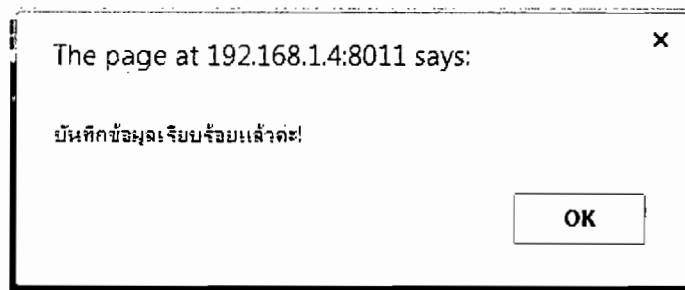 The page at 192.168.1.4:8011 says:
×
บันทึกข้อมูลเรียบร้อยแล้วค่ะ!
OK